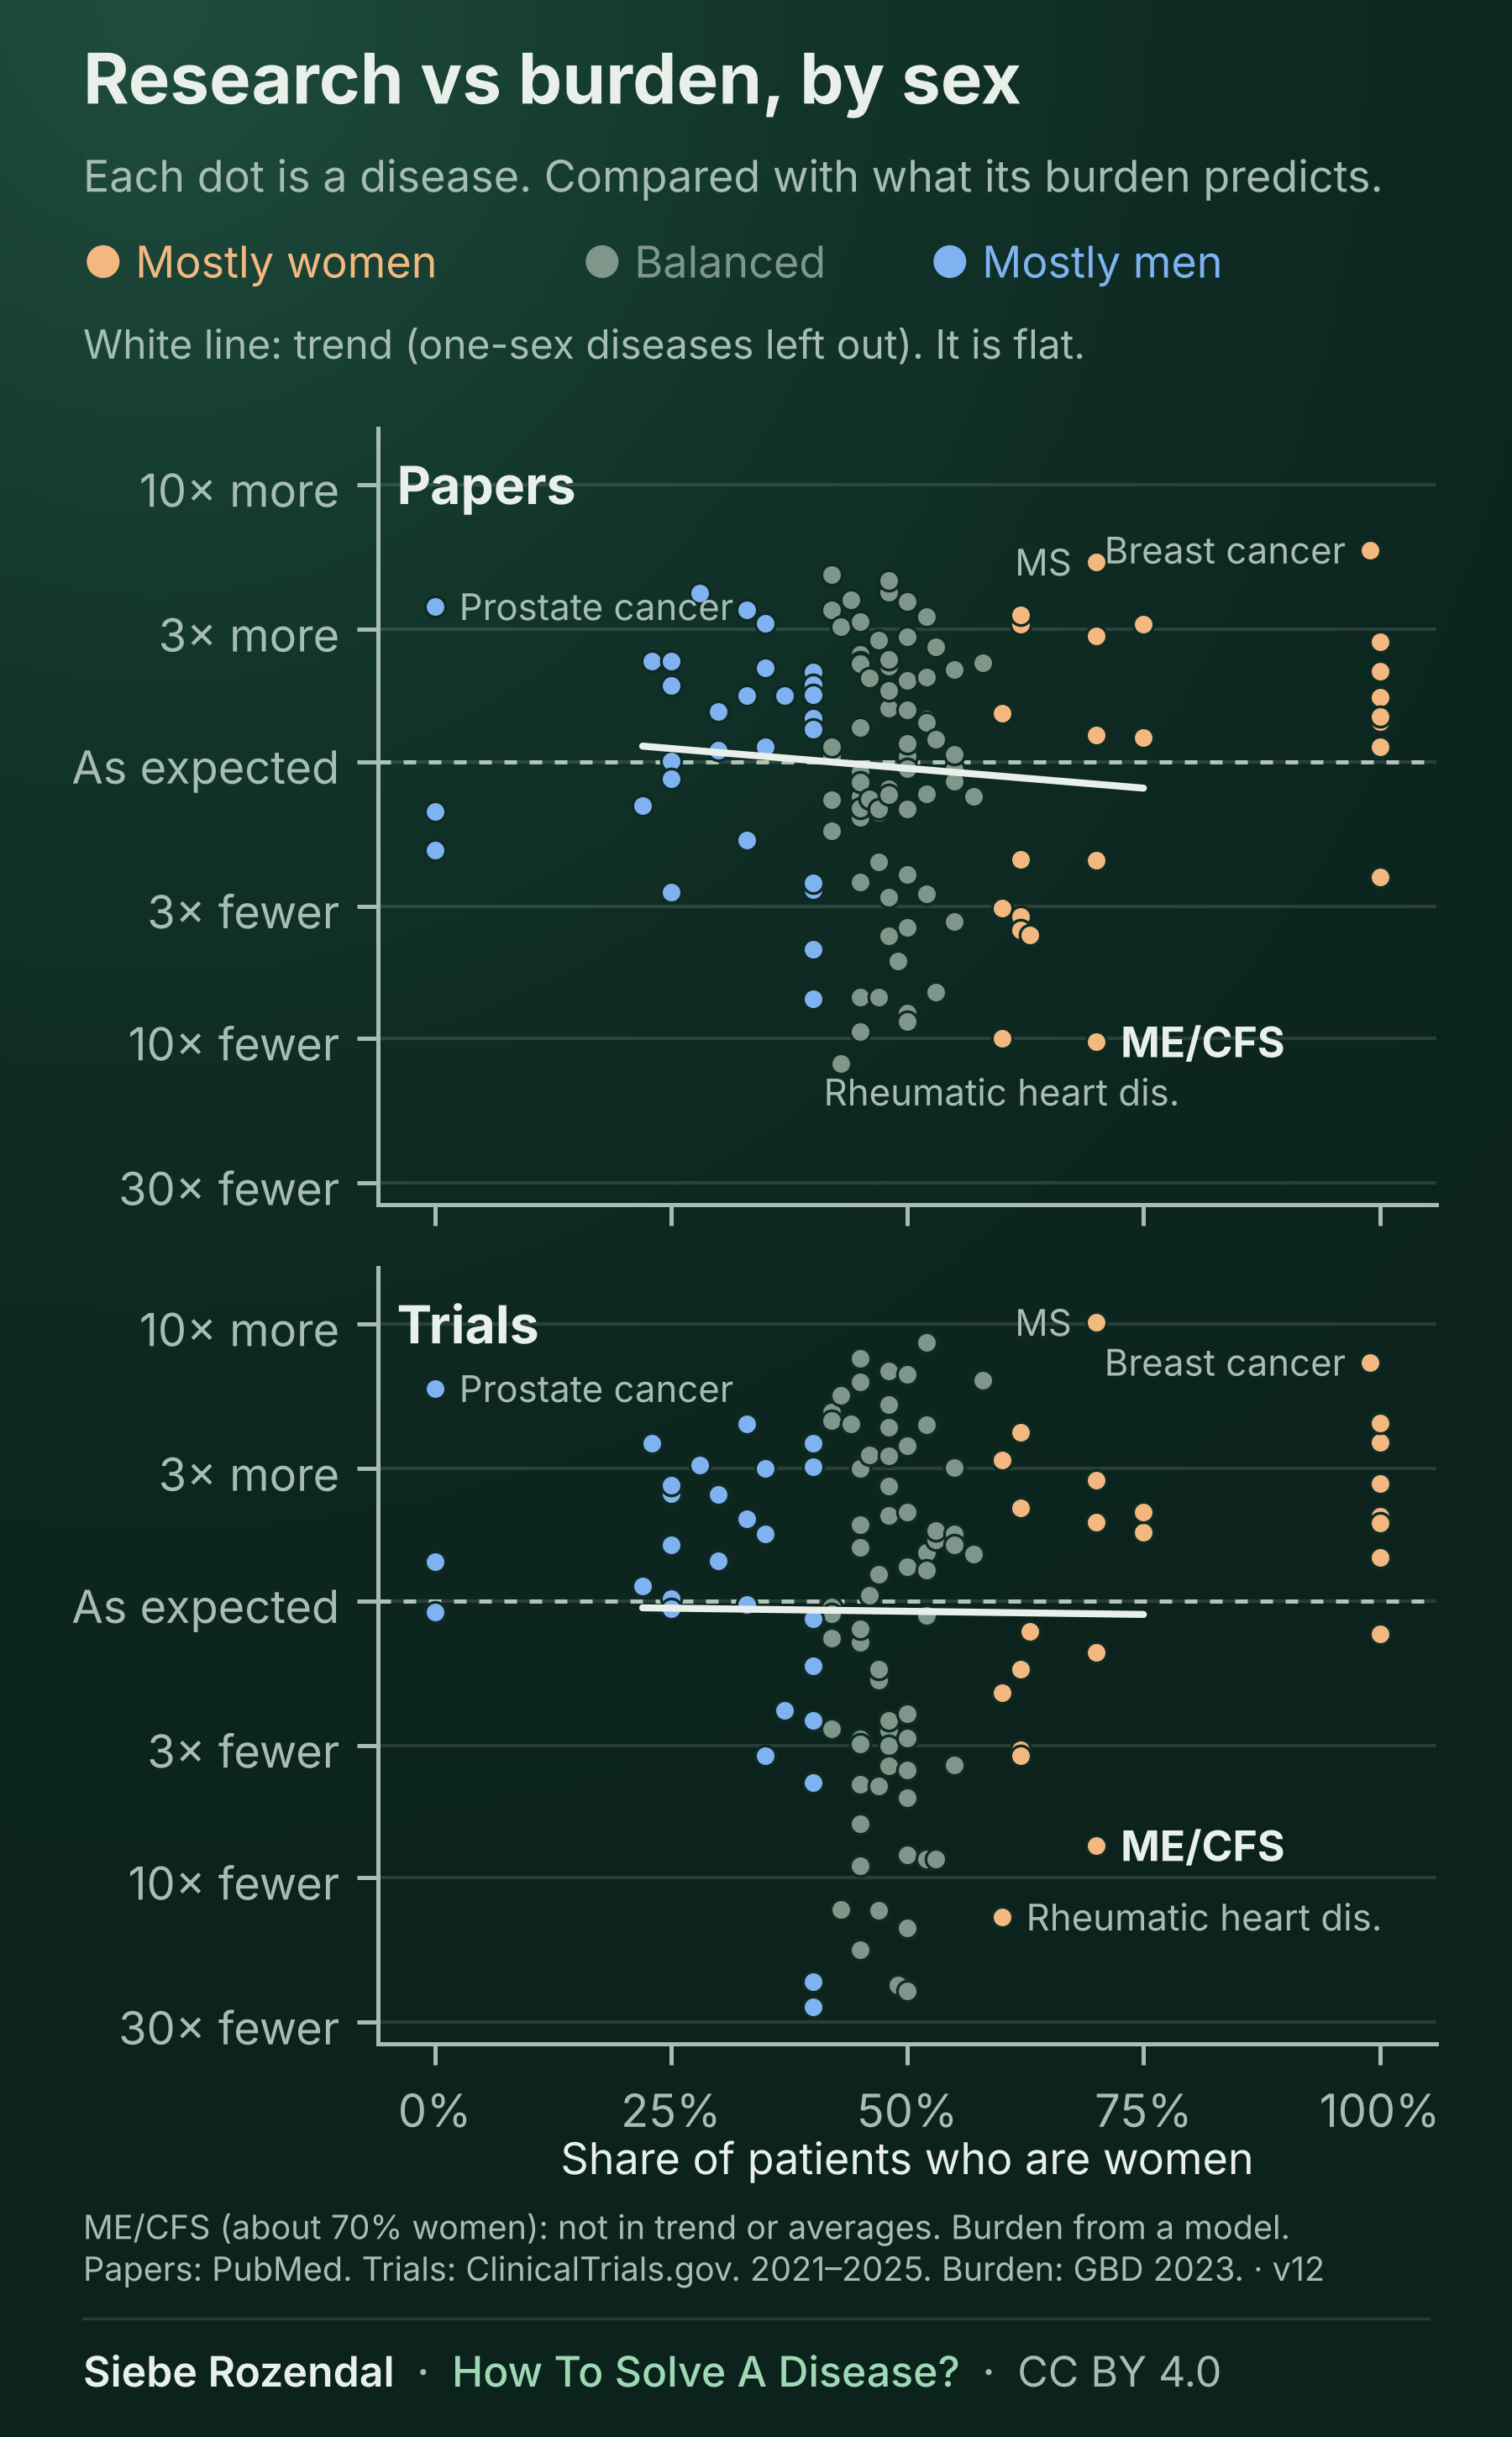 Research vs burden, by sex
Each dot is a disease. Compared with what its burden predicts.
Mostly women Balanced Mostly men
White line: trend (one-sex diseases left out). It is flat.
Papers
10× more
MS Breast cancer
Prostate cancer
3× more
As expected
3× fewer
10× fewer
ME/CFS
Rheumatic heart dis.
30× fewer
Trials
10× more
MS
Breast cancer
Prostate cancer
3× more
As expected
3× fewer
ME/CFS
10× fewer
Rheumatic heart dis.
30× fewer
0% 25% 50% 75% 100%
Share of patients who are women
ME/CFS (about 70% women): not in trend or averages. Burden from a model.
Papers: PubMed. Trials: ClinicalTrials.gov. 2021–2025. Burden: GBD 2023. · v12
Siebe Rozendal · How To Solve A Disease? · CC BY 4.0